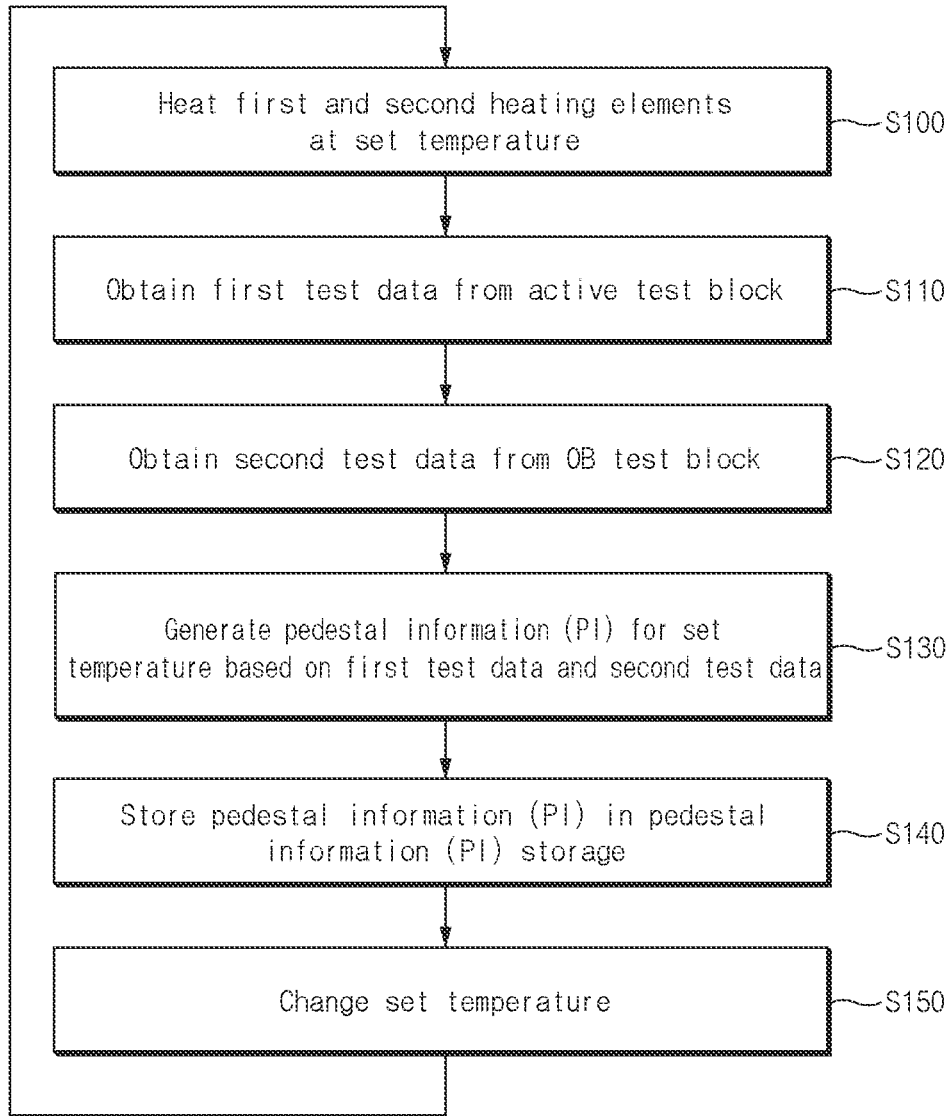 Heat first and second heating elements
at set temperature
S100
Obtain first test data from active test block
S110
Obtain second test data from OB test block
S120
Generate pedestal information (PI) for set
temperature based on first test data and second test data
S130
Store pedestal information (PI) in pedestal
information (PI) storage
S140
Change set temperature
S150